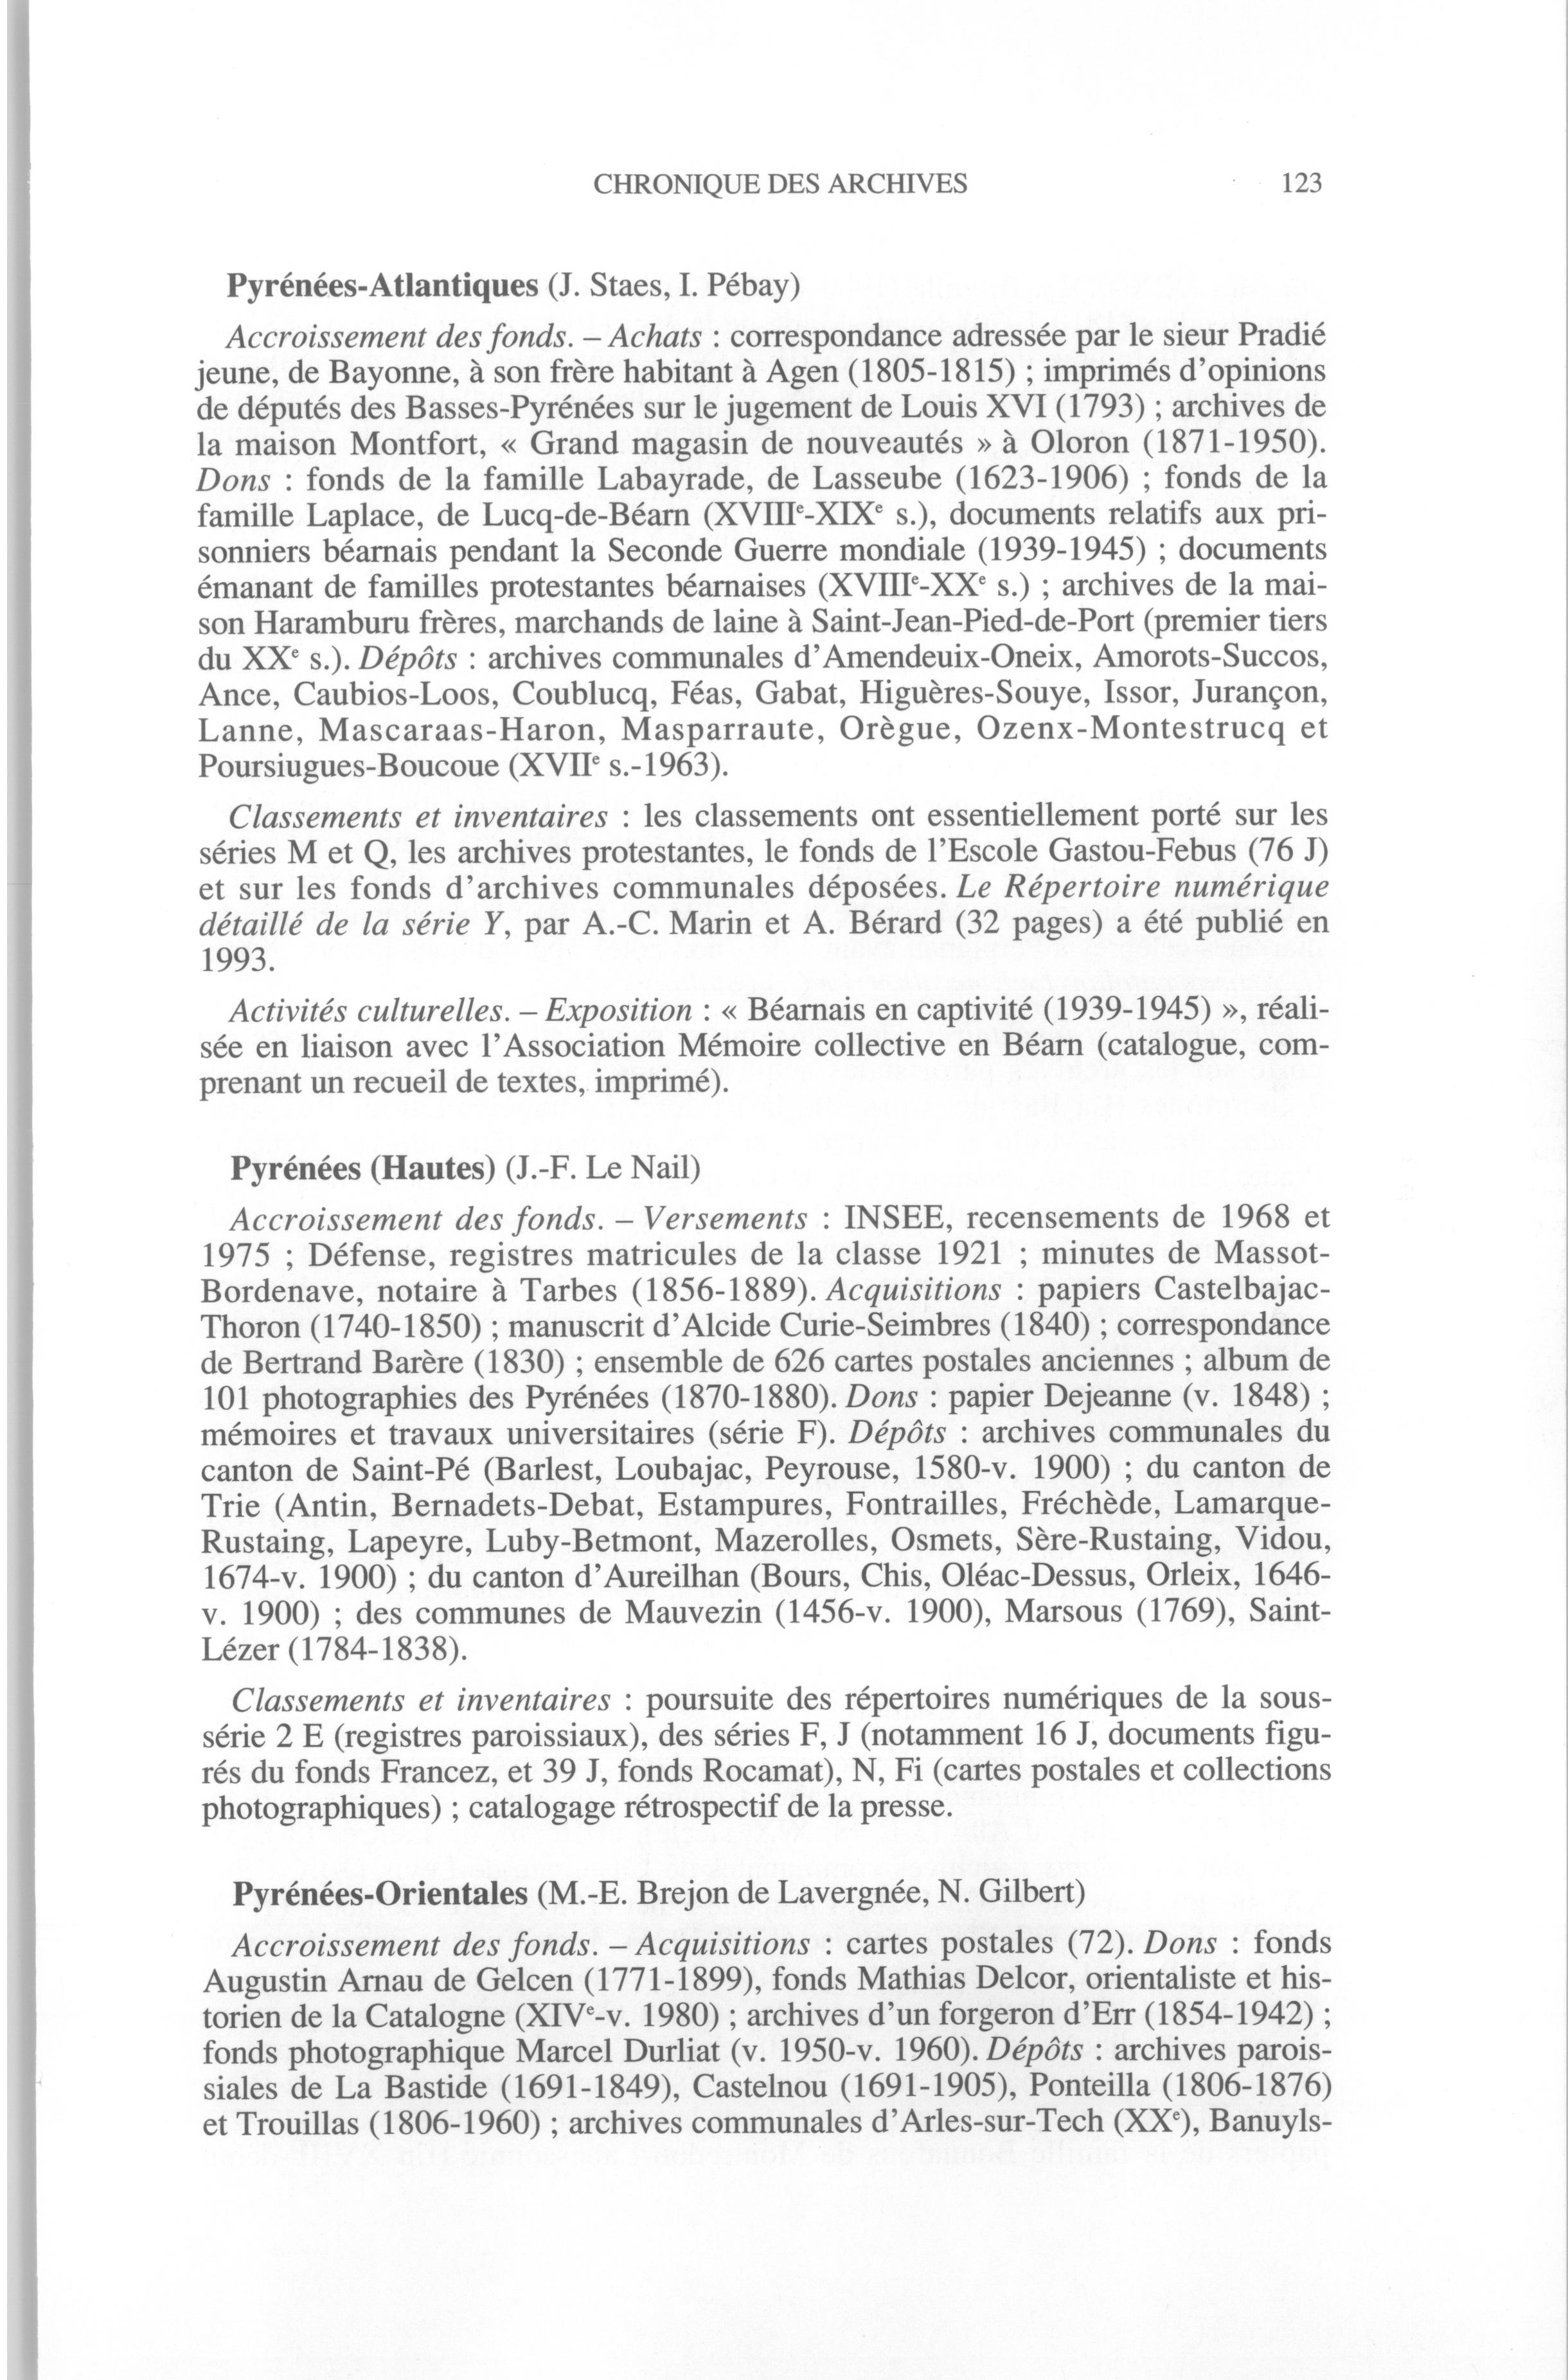 CHRONIQUE DES ARCHIVES 123
Pyrénées-Atlantiques (J. Staes, I. Pébay)
Accroissement des fonds. – Achats : correspondance adressée par le sieur Pradié
jeune, de Bayonne, à son frère habitant à Agen (1805-1815) ; imprimés d'opinions
de députés des Basses-Pyrénées sur le jugement de Louis XVI (1793) ; archives de
la maison Montfort, « Grand magasin de nouveautés » à Oloron (1871-1950).
Dons : fonds de la famille Labayrade, de Lasseube (1623-1906) ; fonds de la
famille Laplace, de Lucq-de-Béarn (XVIIIe-XIXe s.), documents relatifs aux pri-
sonniers béarnais pendant la Seconde Guerre mondiale (1939-1945) ; documents
émanant de familles protestantes béarnaises (XVIIIe-XXe s.) ; archives de la mai-
son Haramburu frères, marchands de laine à Saint-Jean-Pied-de-Port (premier tiers
du XXe s.). Dépôts : archives communales d'Amendeuix-Oneix, Amorots-Succos,
Ance, Caubios-Loos, Coublucq, Féas, Gabat, Higuères-Souye, Issor, Jurançon,
Lanne, Mascaraas-Haron, Masparraute, Orègue, Ozenx-Montestrucq et
Poursiugues-Boucoue (XVIIe s.-1963).
Classements et inventaires : les classements ont essentiellement porté sur les
séries M et Q, les archives protestantes, le fonds de l'Escole Gastou-Febus (76 J)
et sur les fonds d'archives communales déposées. Le Répertoire numérique
détaillé de la série Y, par A.-C. Marin et A. Bérard (32 pages) a été publié en
1993.
Activités culturelles. – Exposition : « Béarnais en captivité (1939-1945) », réali-
sée en liaison avec l'Association Mémoire collective en Béarn (catalogue, com-
prenant un recueil de textes, imprimé).
Pyrénées (Hautes) (J.-F. Le Nail)
Accroissement des fonds. – Versements : INSEE, recensements de 1968 et
1975 ; Défense, registres matricules de la classe 1921 ; minutes de Massot-
Bordenave, notaire à Tarbes (1856-1889). Acquisitions : papiers Castelbajac-
Thoron (1740-1850) ; manuscrit d'Alcide Curie-Seimbres (1840) ; correspondance
de Bertrand Barère (1830) ; ensemble de 626 cartes postales anciennes ; album de
101 photographies des Pyrénées (1870-1880). Dons : papier Dejeanne (v. 1848) ;
mémoires et travaux universitaires (série F). Dépôts : archives communales du
canton de Saint-Pé (Barlest, Loubajac, Peyrouse, 1580-v. 1900) ; du canton de
Trie (Antin, Bernadets-Debat, Estampures, Fontrailles, Fréchède, Lamarque-
Rustaing, Lapeyre, Luby-Betmont, Mazerolles, Osmets, Sère-Rustaing, Vidou,
1674-v. 1900) ; du canton d'Aureilhan (Bours, Chis, Oléac-Dessus, Orleix, 1646-
v. 1900) ; des communes de Mauvezin (1456-v. 1900), Marsous (1769), Saint-
Lézer (1784-1838).
Classements et inventaires : poursuite des répertoires numériques de la sous-
série 2 E (registres paroissiaux), des séries F, J (notamment 16 J, documents figu-
rés du fonds Francez, et 39 J, fonds Rocamat), N, Fi (cartes postales et collections
photographiques) ; catalogage rétrospectif de la presse.
Pyrénées-Orientales (M.-E. Brejon de Lavergnée, N. Gilbert)
Accroissement des fonds. – Acquisitions : cartes postales (72). Dons : fonds
Augustin Arnau de Gelcen (1771-1899), fonds Mathias Delcor, orientaliste et his-
torien de la Catalogne (XIVe-v. 1980) ; archives d'un forgeron d'Err (1854-1942) ;
fonds photographique Marcel Durliat (v. 1950-v. 1960). Dépôts : archives parois-
siales de La Bastide (1691-1849), Castelnou (1691-1905), Ponteilla (1806-1876)
et Trouillas (1806-1960) ; archives communales d'Arles-sur-Tech (XXe), Banuyls-